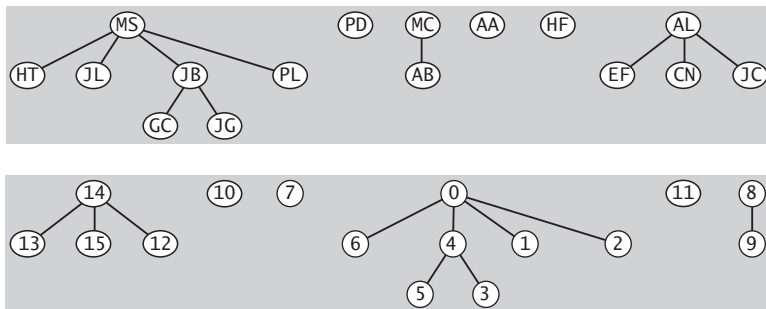 MS PD MC AA HF AL
HT JL JB PL AB EF CN JC
GC JG
14 10 7 0 11 8
13 15 12 6 4 1 2 9
5 3